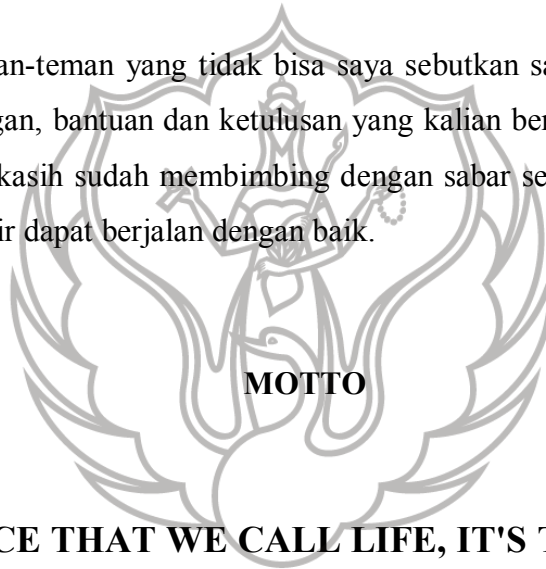 an-teman yang tidak bisa saya sebutkan sa
gan, bantuan dan ketulusan yang kalian ber
kasih sudah membimbing dengan sabar se
ir dapat berjalan dengan baik.
MOTTO
CE THAT WE CALL LIFE, IT'S T